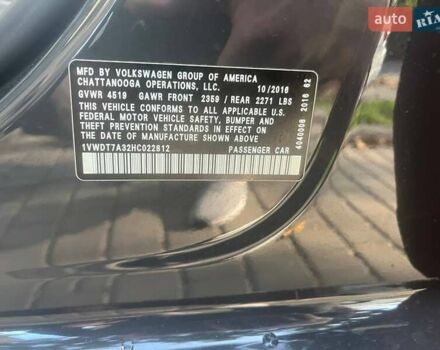 auto
RIA
MFD BY VOLKSWAGEN GROUP OF AMERICA
CHATTANOOGA OPERATIONS, LLC. 10/2016
GVWR 4519 GAWR FRONT 2359 / REAR 2271 LBS
THIS VEHICLE CONFORMS TO ALL APPLICABLE U.S.
FEDERAL MOTOR VEHICLE SAFETY, BUMPER AND
THEFT PREVENTION STANDARDS IN EFFECT ON
THE DATE OF MANUFACTURE SHOWN ABOVE.
1VWDT7A32HC022812 PASSENGER CAR
4040008 2016 62